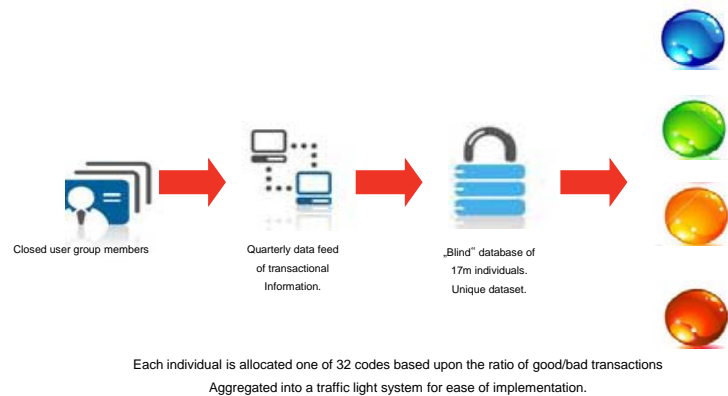 Closed user group members
Quarterly data feed
of transactional
Information.
„Blind‟ database of
17m individuals.
Unique dataset.
Each individual is allocated one of 32 codes based upon the ratio of good/bad transactions
Aggregated into a traffic light system for ease of implementation.